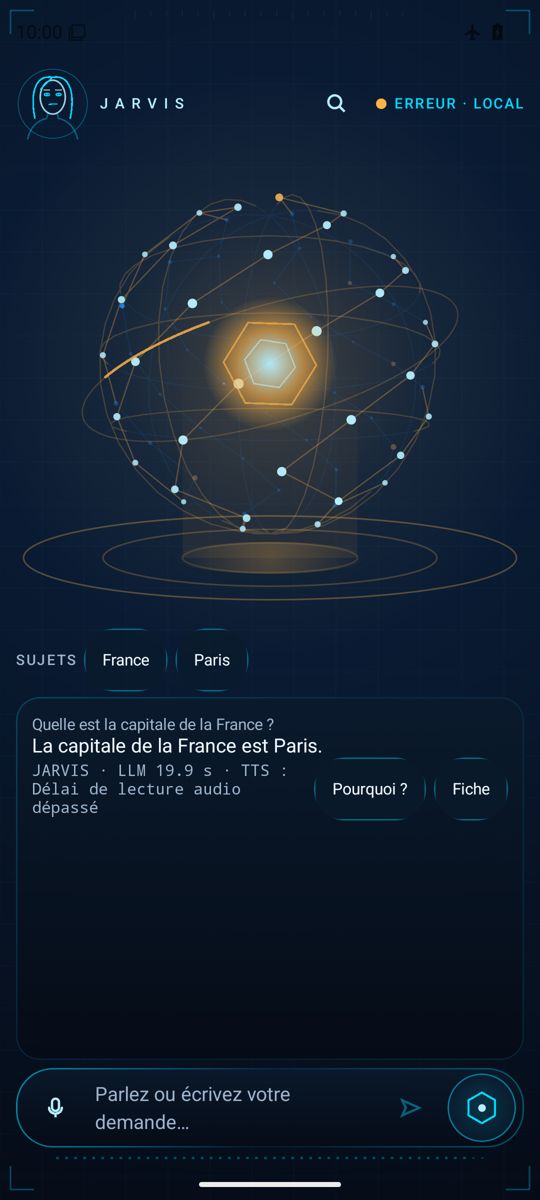 10:00
JARVIS
ERREUR · LOCAL
SUJETS
France
Paris
Quelle est la capitale de la France ?
La capitale de la France est Paris.
JARVIS · LLM 19.9 s · TTS :
Délai de lecture audio
dépassé
Pourquoi ?
Fiche
Parlez ou écrivez votre
demande…